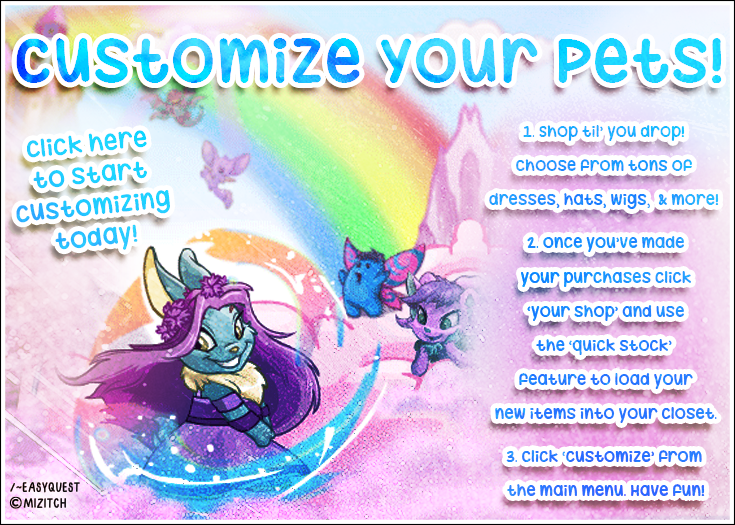 Customize your pets!
Click here
to start
customizing
today!
1. Shop til' you drop!
Choose from tons of
dresses, hats, wigs, & more!
2. Once you've made
your purchases click
'your shop' and use
the 'quick stock'
feature to load your
new items into your closet.
3. Click 'customize' from
the main menu. Have fun!
/~EASYQUEST
©MIZITCH